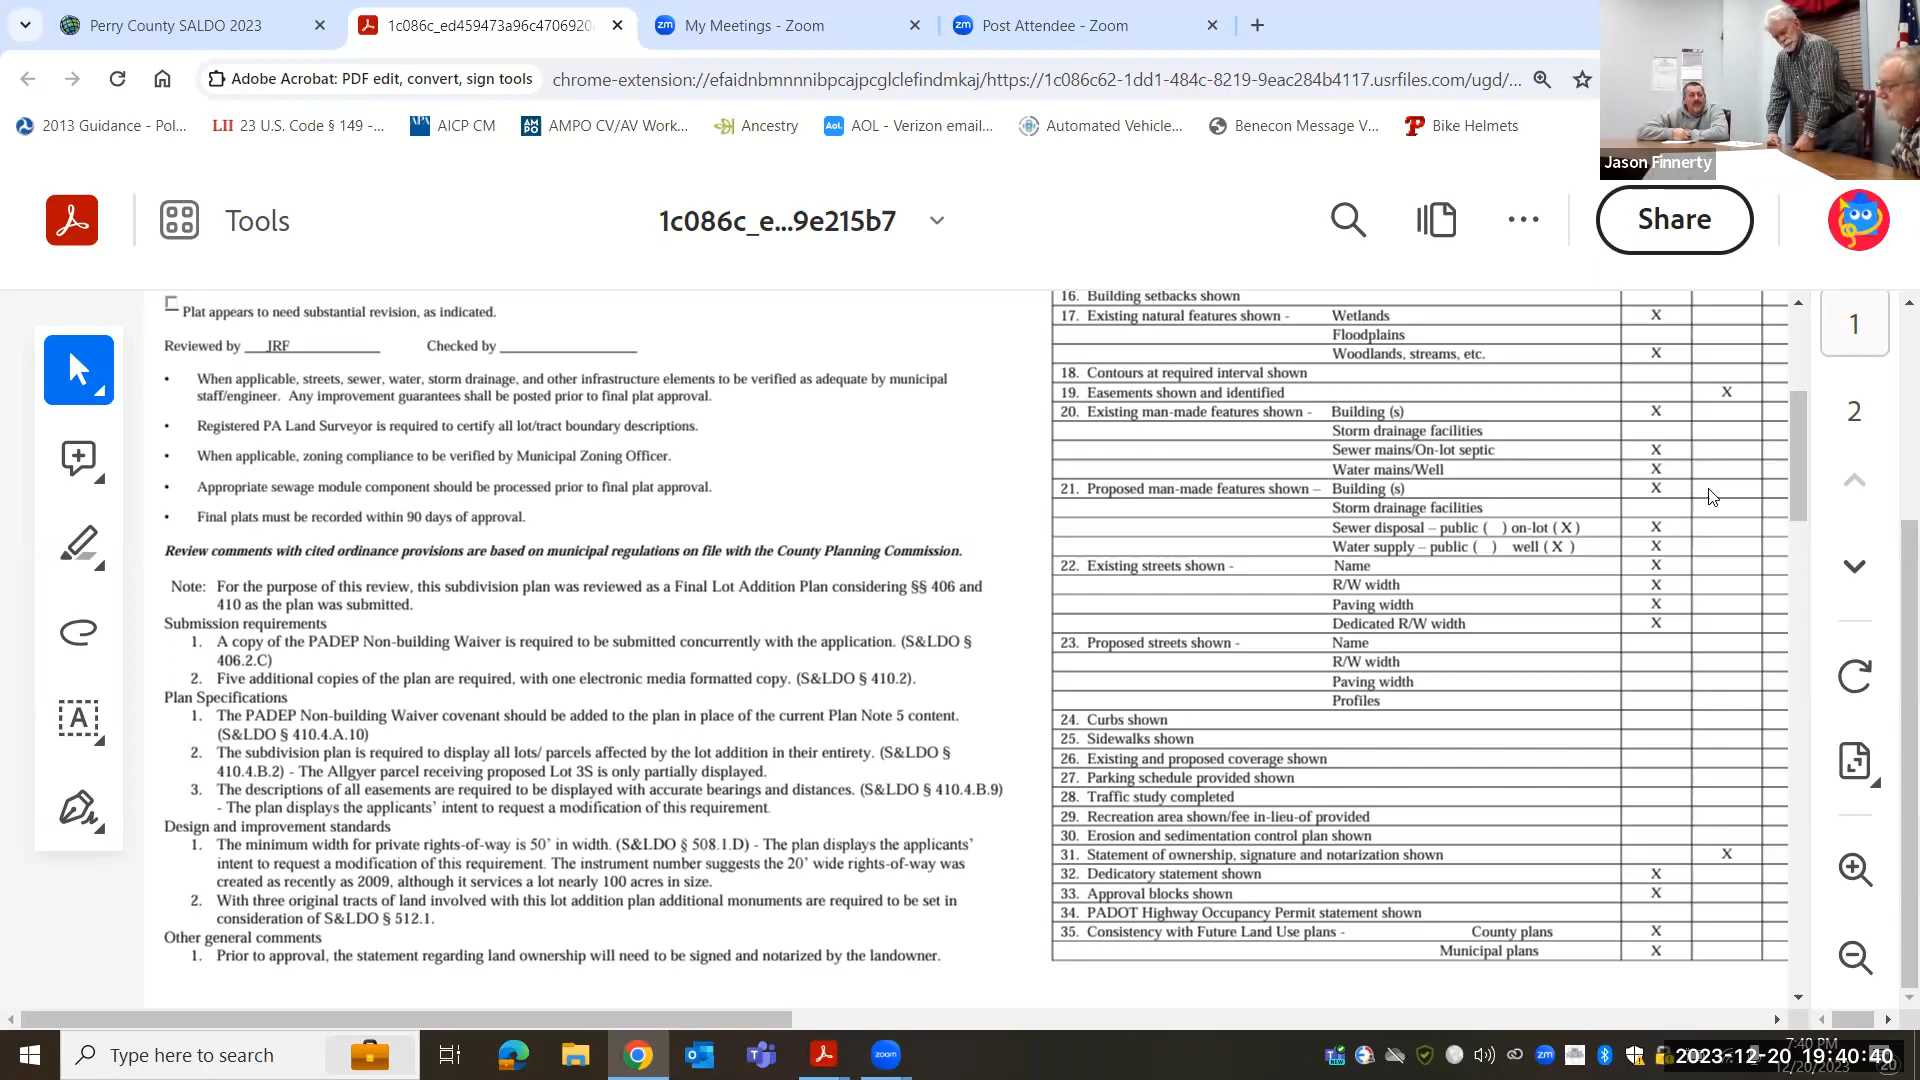 Perry County SALDO 2023
1c086c_ed459473a96c4706920
My Meetings - Zoom
Post Attendee - Zoom
Adobe Acrobat: PDF edit, convert, sign tools
chrome-extension://efaidnbmnnnibpcajpcglclefindmkaj/https://1c086c62-1dd1-484c-8219-9eac284b4117.usrfiles.com/ugd/...
2013 Guidance - Pol...
LII 23 U.S. Code § 149 -...
AICP CM
AMPO CV/AV Work...
Ancestry
AOL - Verizon email...
Automated Vehicle...
Benecon Message V...
Bike Helmets
Jason Finnerty
Tools
1c086c_e...9e215b7
Share
Plat appears to need substantial revision, as indicated.
Reviewed by JRF Checked by
• When applicable, streets, sewer, water, storm drainage, and other infrastructure elements to be verified as adequate by municipal
staff/engineer. Any improvement guarantees shall be posted prior to final plat approval.
• Registered PA Land Surveyor is required to certify all lot/tract boundary descriptions.
• When applicable, zoning compliance to be verified by Municipal Zoning Officer.
• Appropriate sewage module component should be processed prior to final plat approval.
• Final plats must be recorded within 90 days of approval.
Review comments with cited ordinance provisions are based on municipal regulations on file with the County Planning Commission.
Note: For the purpose of this review, this subdivision plan was reviewed as a Final Lot Addition Plan considering §§ 406 and
410 as the plan was submitted.
Submission requirements
1. A copy of the PADEP Non-building Waiver is required to be submitted concurrently with the application. (S&LDO §
406.2.C)
2. Five additional copies of the plan are required, with one electronic media formatted copy. (S&LDO § 410.2).
Plan Specifications
1. The PADEP Non-building Waiver covenant should be added to the plan in place of the current Plan Note 5 content.
(S&LDO § 410.4.A.10)
2. The subdivision plan is required to display all lots/ parcels affected by the lot addition in their entirety. (S&LDO §
410.4.B.2) - The Allgyer parcel receiving proposed Lot 3S is only partially displayed.
3. The descriptions of all easements are required to be displayed with accurate bearings and distances. (S&LDO § 410.4.B.9)
- The plan displays the applicants’ intent to request a modification of this requirement.
Design and improvement standards
1. The minimum width for private rights-of-way is 50’ in width. (S&LDO § 508.1.D) - The plan displays the applicants’
intent to request a modification of this requirement. The instrument number suggests the 20’ wide rights-of-way was
created as recently as 2009, although it services a lot nearly 100 acres in size.
2. With three original tracts of land involved with this lot addition plan additional monuments are required to be set in
consideration of S&LDO § 512.1.
Other general comments
1. Prior to approval, the statement regarding land ownership will need to be signed and notarized by the landowner.
16. Building setbacks shown
17. Existing natural features shown - Wetlands X
Floodplains
Woodlands, streams, etc. X
18. Contours at required interval shown
19. Easements shown and identified X
20. Existing man-made features shown - Building (s) X
Storm drainage facilities
Sewer mains/On-lot septic X
Water mains/Well X
21. Proposed man-made features shown – Building (s) X
Storm drainage facilities
Sewer disposal – public ( ) on-lot ( X ) X
Water supply – public ( ) well ( X ) X
22. Existing streets shown - Name X
R/W width X
Paving width X
Dedicated R/W width X
23. Proposed streets shown - Name
R/W width
Paving width
Profiles
24. Curbs shown
25. Sidewalks shown
26. Existing and proposed coverage shown
27. Parking schedule provided shown
28. Traffic study completed
29. Recreation area shown/fee in-lieu-of provided
30. Erosion and sedimentation control plan shown
31. Statement of ownership, signature and notarization shown X
32. Dedicatory statement shown X
33. Approval blocks shown X
34. PADOT Highway Occupancy Permit statement shown
35. Consistency with Future Land Use plans - County plans X
Municipal plans X
1
2
Type here to search
7:40 PM
2023-12-20 19:40:40
12/20/2023